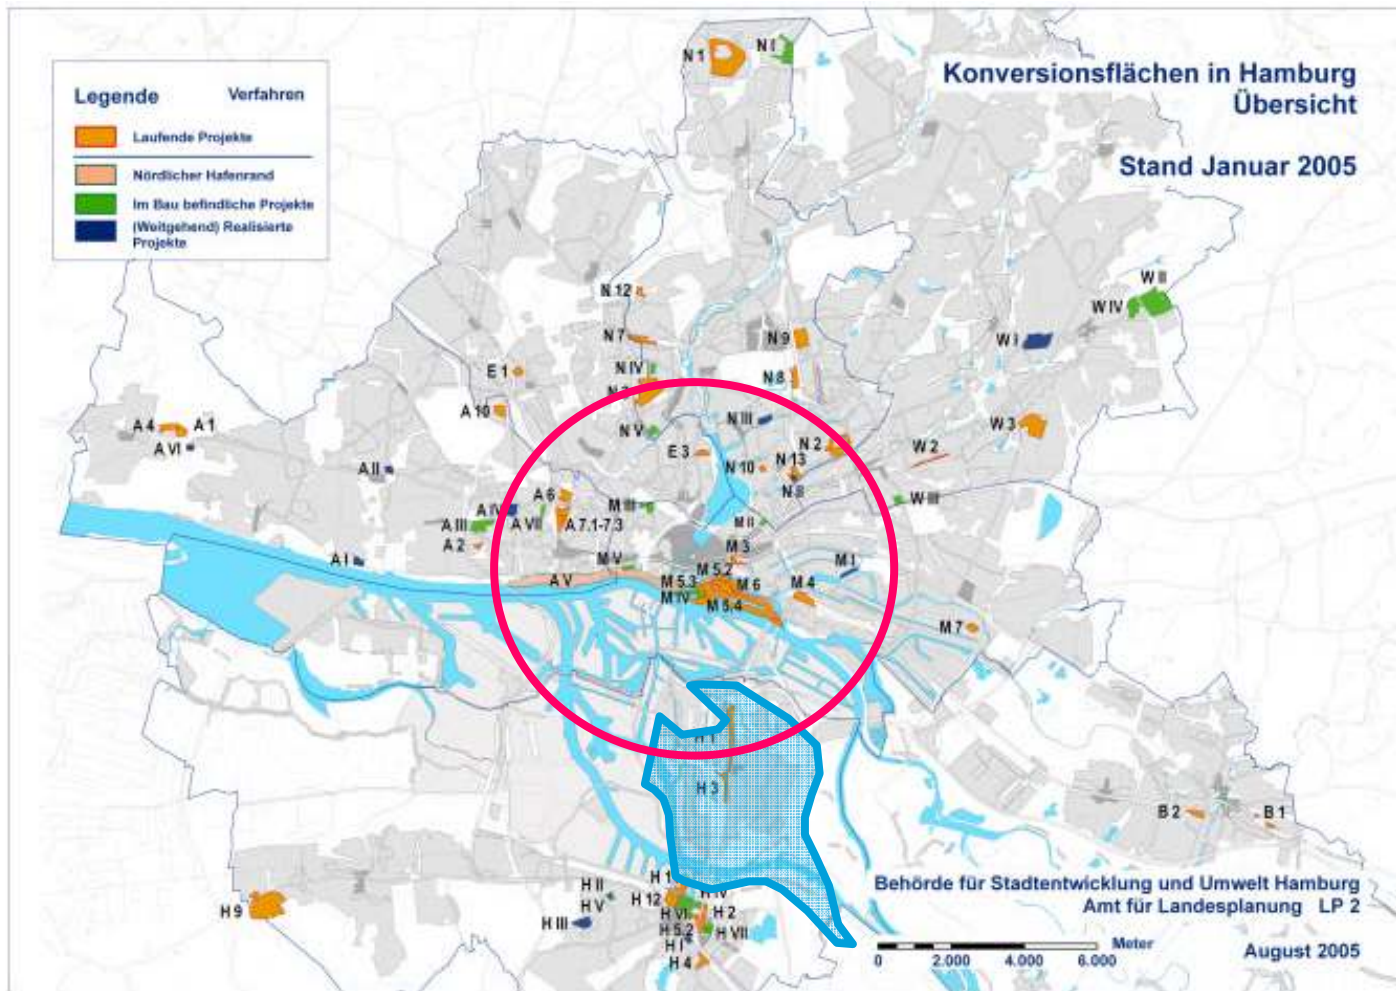 Konversionsflächen in Hamburg
Übersicht
Stand Januar 2005
Legende
Verfahren
Laufende Projekte
Nördlicher Hafenrand
Im Bau befindliche Projekte
(Weitgehend) Realisierte
Projekte
N 1
N I
N 12
N 7
N 9
N IV
N 8
E 1
A 10
A 4
A 1
A VI
A II
N V
N III
E 3
N 2
N 10
N 13
W II
W IV
W I
W 3
W 2
W III
A 6
A IV
A III
A VII
A 7.1-7.3
A 2
A I
M III
M II
M 3
M V
A V
M 5.2
M 5.3
M 6
M IV
M 5.4
M 4
M I
M 7
H 3
B 2
B 1
H 9
H II
H V
H III
H 12
H VI
H 2
H 5.2
H VII
H I
H 4
Behörde für Stadtentwicklung und Umwelt Hamburg
Amt für Landesplanung LP 2
Meter
0 2.000 4.000 6.000
August 2005